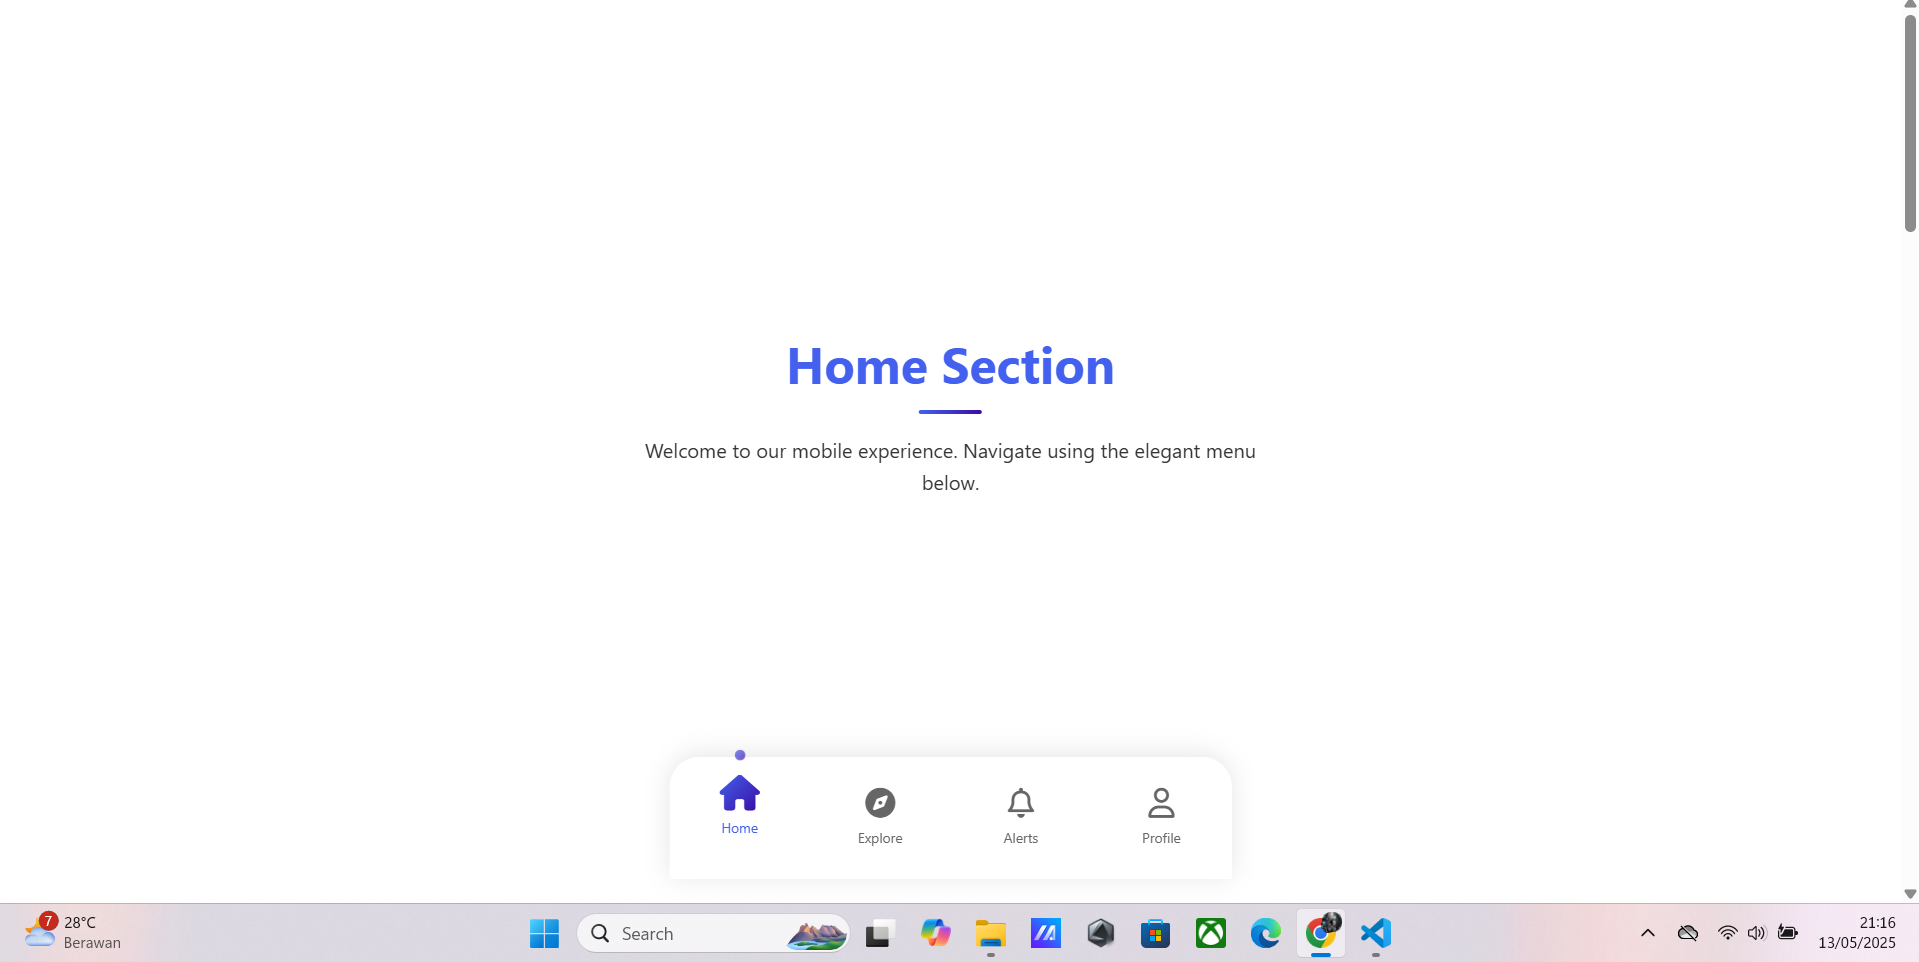 Home Section
Welcome to our mobile experience. Navigate using the elegant menu
below.
Home
Explore
Alerts
Profile
7
28°C
Berawan
Search
21:16
13/05/2025